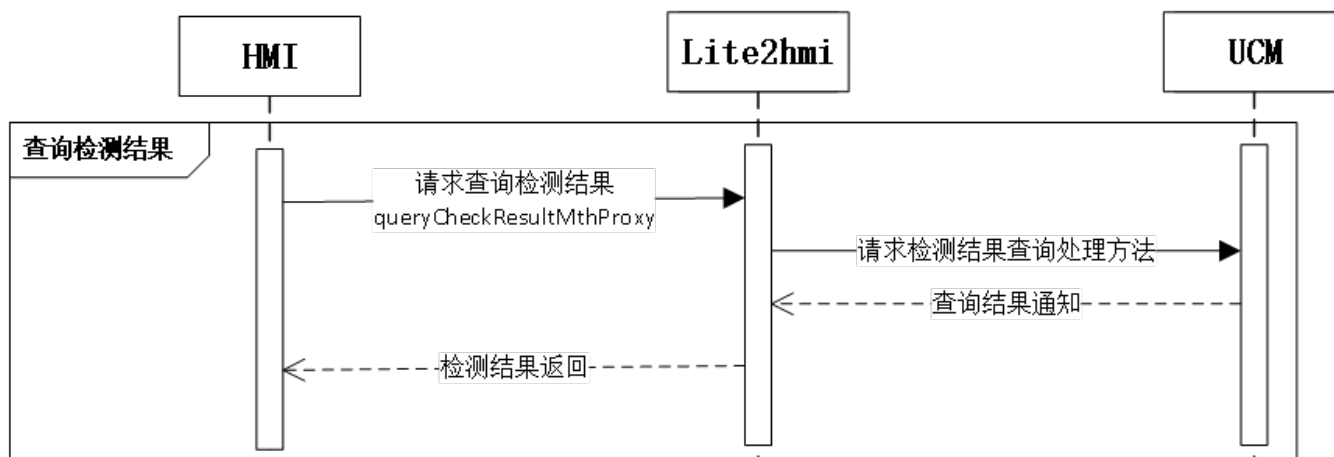 HMI
Lite2hmi
UCM
查询检测结果
请求查询检测结果
queryCheckResultMthProxy
请求检测结果查询处理方法
查询结果通知
检测结果返回